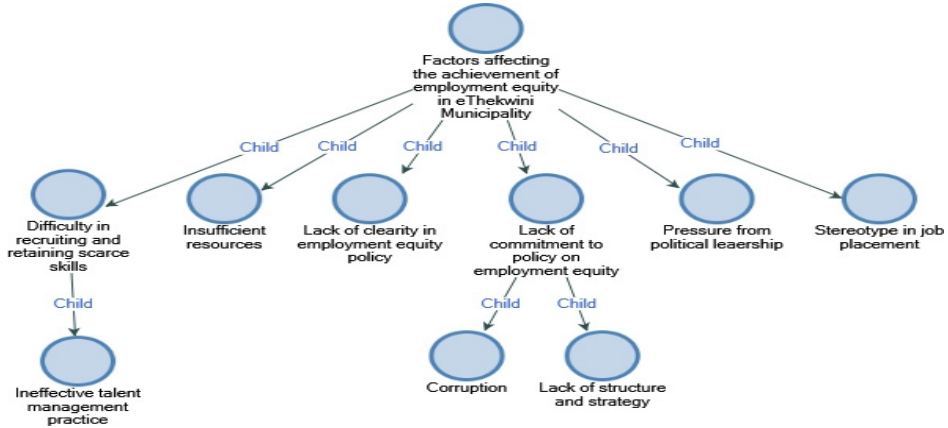 Factors affecting
the achievement of
employment equity
in eThekwini
Municipality
Child
Child
Child
Child
Child
Child
Difficulty in
recruiting and
retaining scarce
skills
Insufficient
resources
Lack of clearity in
employment equity
policy
Lack of
commitment to
policy on
employment equity
Pressure from
political leaership
Stereotype in job
placement
Child
Child
Child
Ineffective talent
management
practice
Corruption
Lack of structure
and strategy